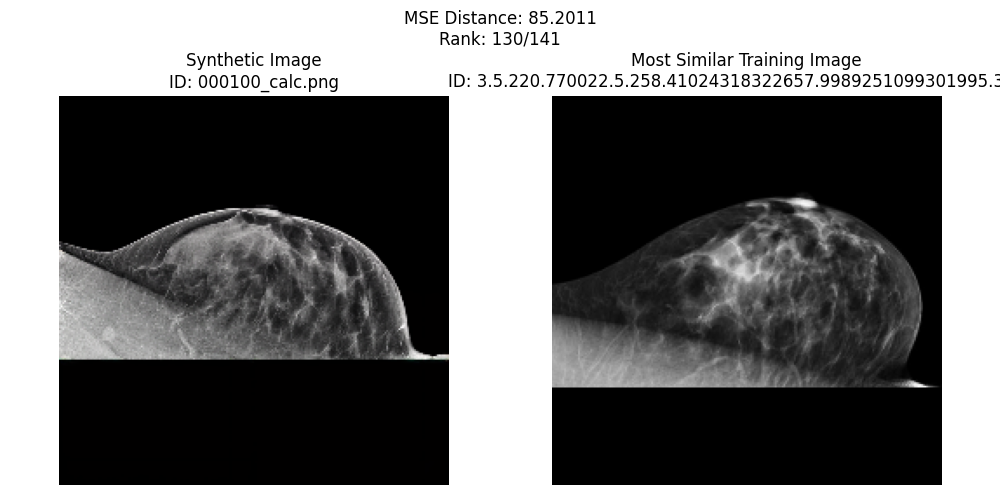 MSE Distance: 85.2011
Rank: 130/141
Synthetic Image
ID: 000100_calc.png
Most Similar Training Image
ID: 3.5.220.770022.5.258.41024318322657.9989251099301995.3